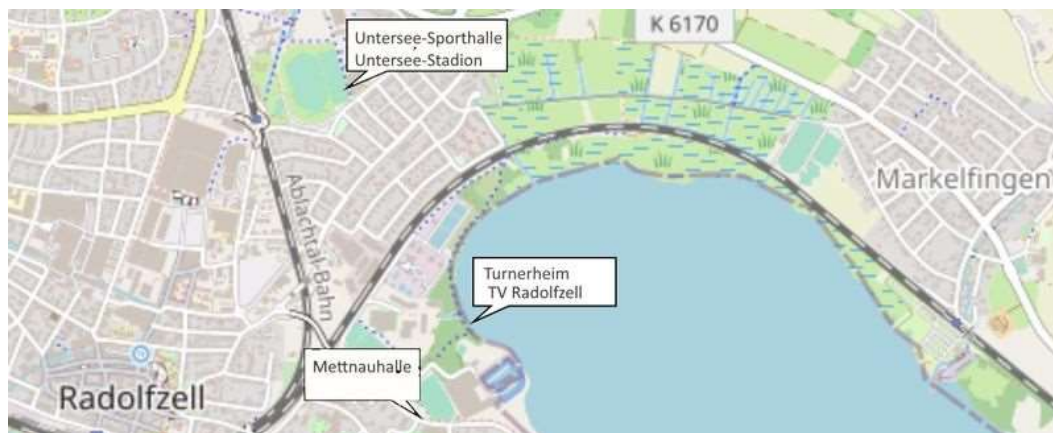 K 6170
Untersee-Sporthalle
Untersee-Stadion
Markelfingen
Ablachtal-Bahn
Turnerheim
TV Radolfzell
Mettnauhalle
Radolfzell